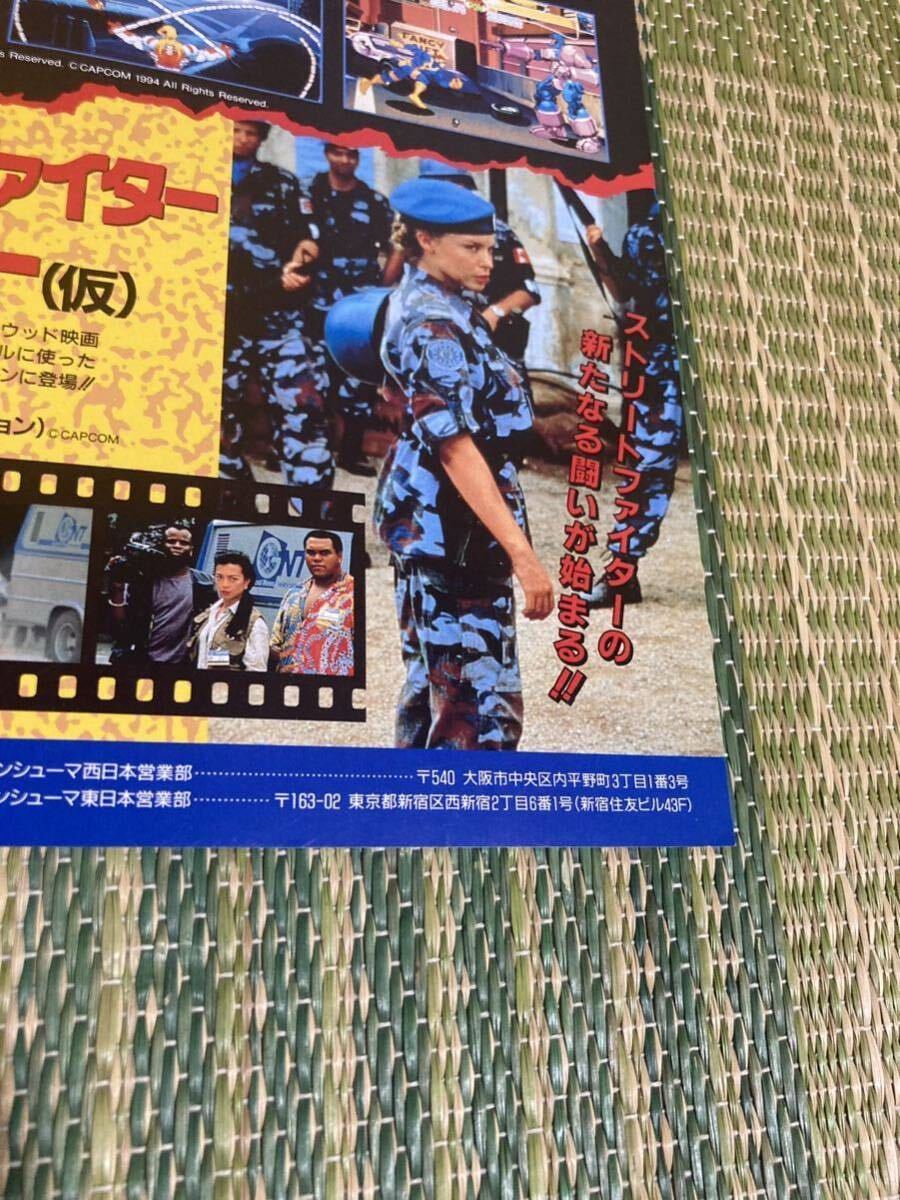 s Reserved. © CAPCOM 1994 All Rights Reserved.
FANCY
ァイター
ー(仮)
ウッド映画
ルに使った
ンに登場!!
ョン)©CAPCOM
ストリートファイターの
新たなる闘いが始まる!!
ンシューマ西日本営業部 〒540 大阪市中央区内平野町3丁目1番3号
ンシューマ東日本営業部 〒163-02 東京都新宿区西新宿2丁目6番1号(新宿住友ビル43F)